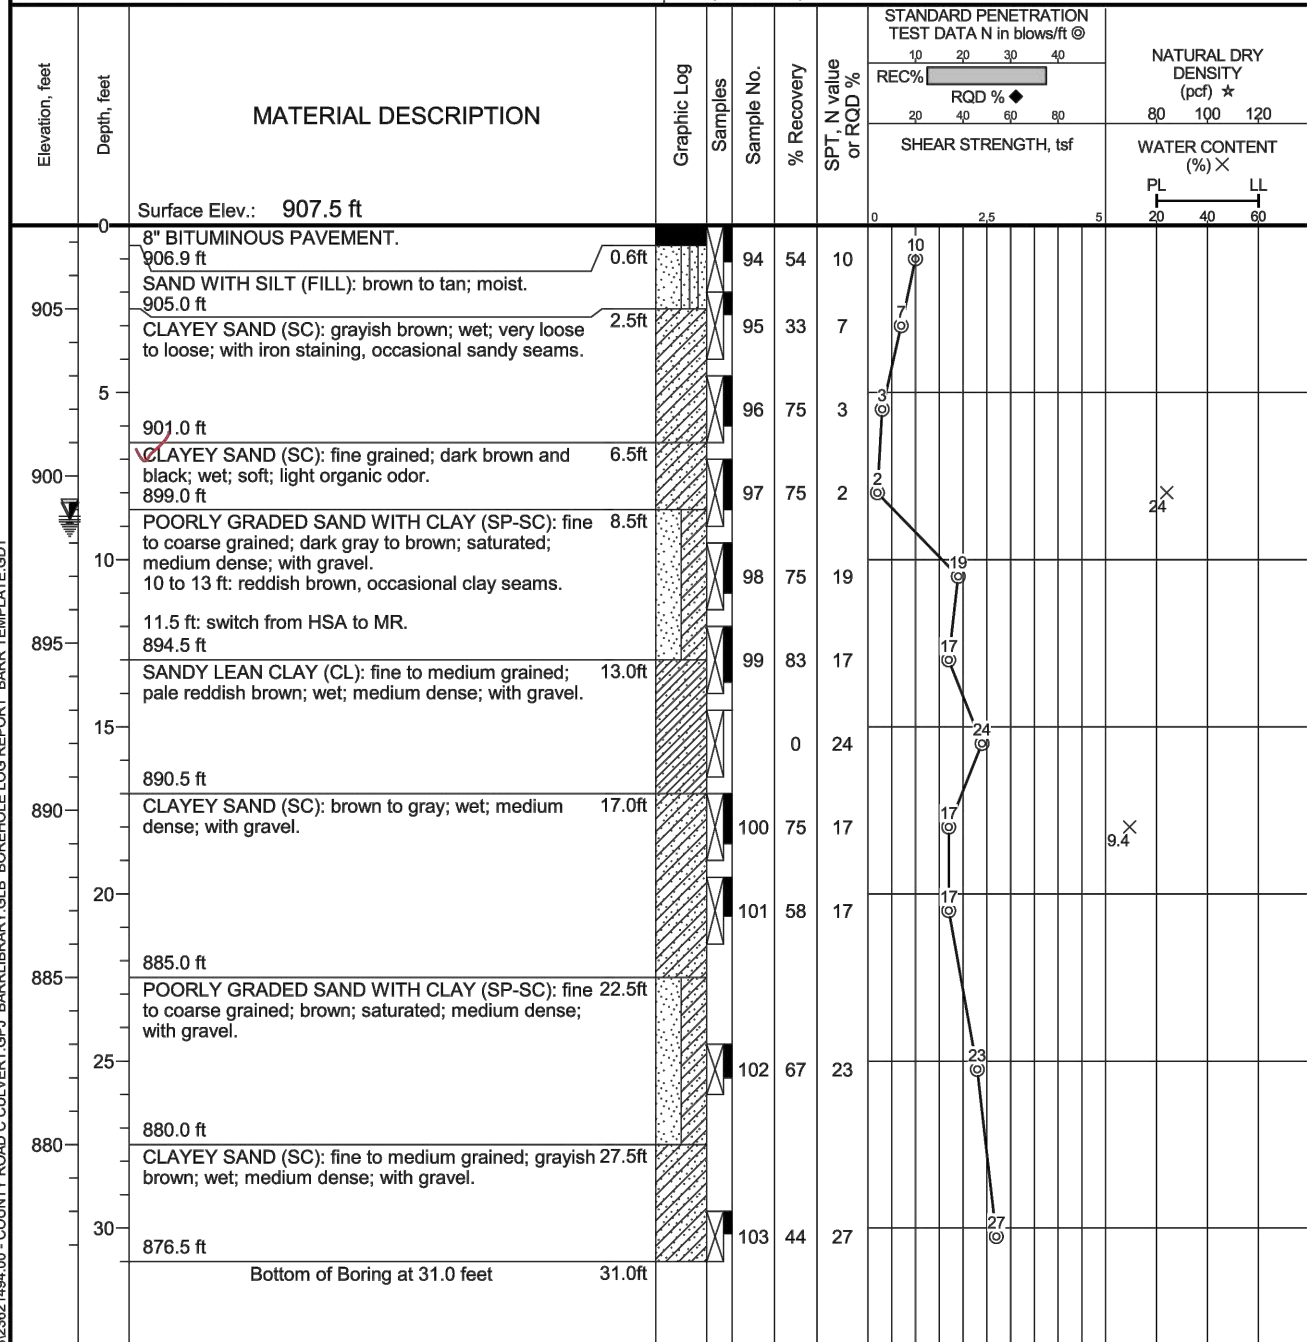 STANDARD PENETRATION
TEST DATA N in blows/ft ◎
10 20 30 40
REC%
RQD % ◆
20 40 60 80
SHEAR STRENGTH, tsf
0 2.5 5
NATURAL DRY
DENSITY
(pcf) ☆
80 100 120
WATER CONTENT
(%) ×
PL LL
20 40 60
Elevation, feet
Depth, feet
MATERIAL DESCRIPTION
Graphic Log
Samples
Sample No.
% Recovery
SPT, N value
or RQD %
Surface Elev.: 907.5 ft
0
8" BITUMINOUS PAVEMENT.
906.9 ft 0.6ft
94 54 10 10
SAND WITH SILT (FILL): brown to tan; moist.
905.0 ft
905
2.5ft
CLAYEY SAND (SC): grayish brown; wet; very loose
to loose; with iron staining, occasional sandy seams.
95 33 7 7
5
96 75 3 3
901.0 ft
CLAYEY SAND (SC): fine grained; dark brown and 6.5ft
black; wet; soft; light organic odor.
900
899.0 ft
97 75 2 2
24
POORLY GRADED SAND WITH CLAY (SP-SC): fine 8.5ft
to coarse grained; dark gray to brown; saturated;
medium dense; with gravel.
10
10 to 13 ft: reddish brown, occasional clay seams.
98 75 19 19
11.5 ft: switch from HSA to MR.
895
894.5 ft
99 83 17 17
SANDY LEAN CLAY (CL): fine to medium grained; 13.0ft
pale reddish brown; wet; medium dense; with gravel.
15
0 24 24
890.5 ft
CLAYEY SAND (SC): brown to gray; wet; medium 17.0ft
890
dense; with gravel.
100 75 17 17
9.4
20
101 58 17 17
885.0 ft
885
POORLY GRADED SAND WITH CLAY (SP-SC): fine 22.5ft
to coarse grained; brown; saturated; medium dense;
with gravel.
25
102 67 23 23
880.0 ft
880
CLAYEY SAND (SC): fine to medium grained; grayish 27.5ft
brown; wet; medium dense; with gravel.
30
103 44 27 27
876.5 ft
Bottom of Boring at 31.0 feet 31.0ft